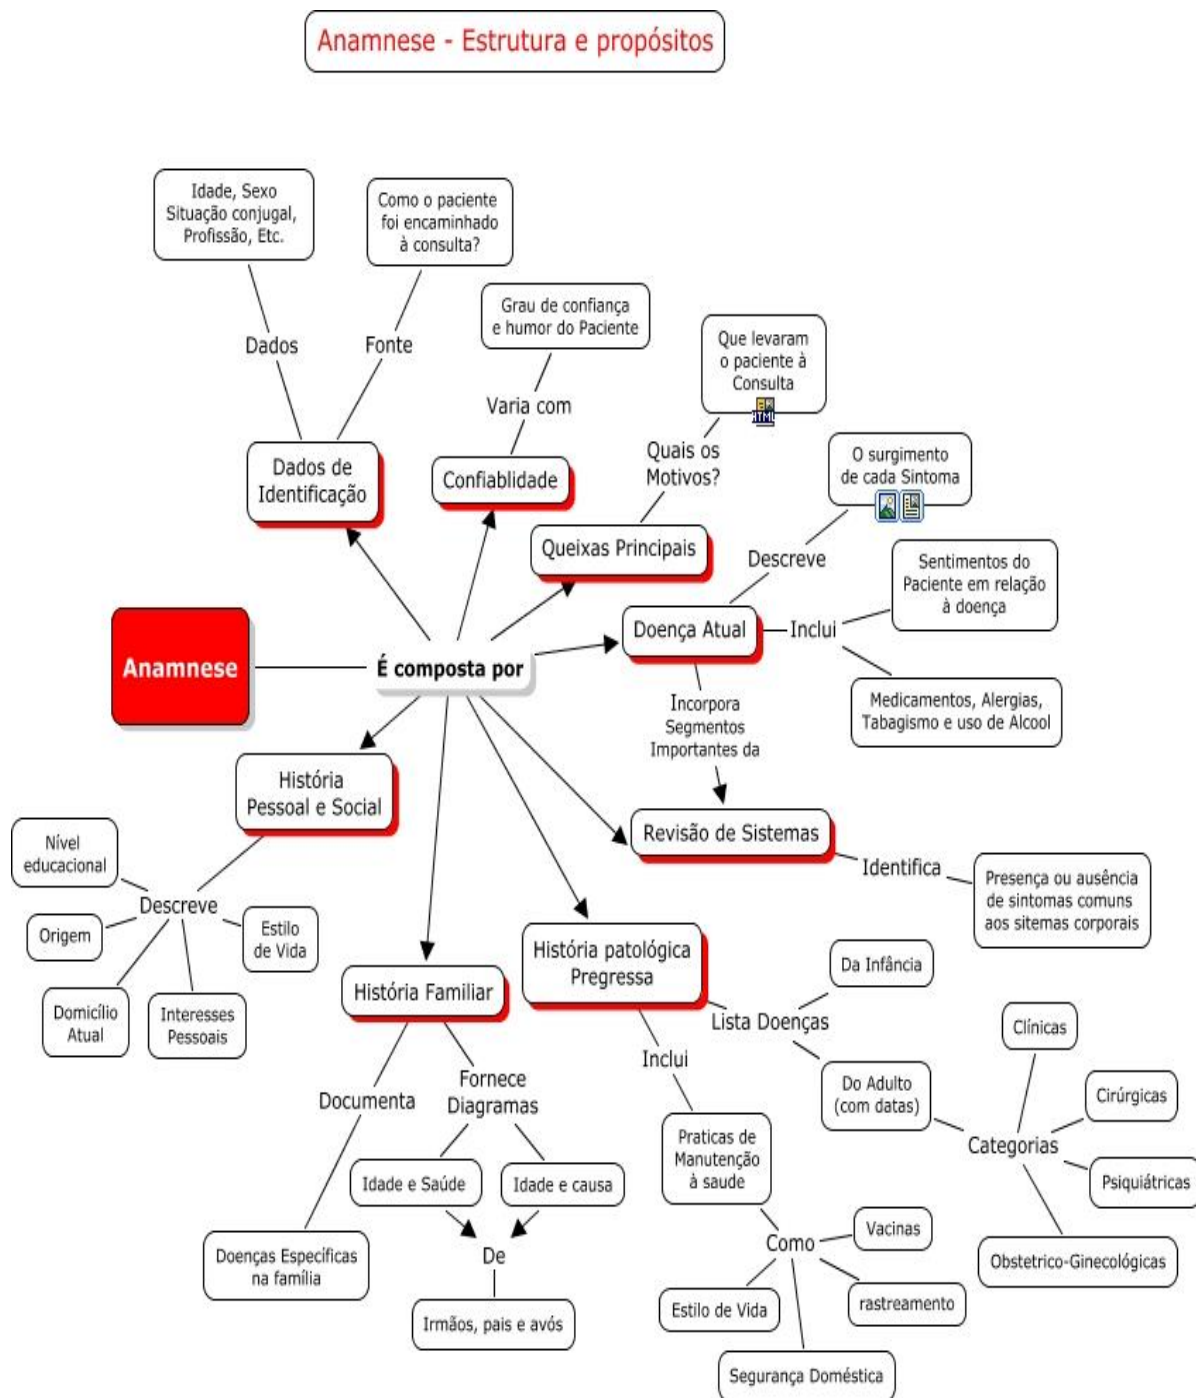 Anamnese - Estrutura e propósitos
Idade, Sexo
Situação conjugal,
Profissão, Etc.
Como o paciente
foi encaminhado
à consulta?
Grau de confiança
e humor do Paciente
Que levaram
o paciente à
Consulta
HTML
Dados
Fonte
Varia com
Quais os
Motivos?
O surgimento
de cada Sintoma
Dados de
Identificação
Confiablidade
Queixas Principais
Descreve
Sentimentos do
Paciente em relação
à doença
Doença Atual
Inclui
Anamnese
É composta por
Medicamentos, Alergias,
Tabagismo e uso de Alcool
Incorpora
Segmentos
Importantes da
História
Pessoal e Social
Revisão de Sistemas
Identifica
Presença ou ausência
de sintomas comuns
aos sitemas corporais
Nível
educacional
Descreve
Origem
Estilo
de Vida
Domicílio
Atual
Interesses
Pessoais
História Familiar
História patológica
Pregressa
Da Infância
Lista Doenças
Clínicas
Inclui
Do Adulto
(com datas)
Cirúrgicas
Categorias
Psiquiátricas
Obstetrico-Ginecológicas
Documenta
Fornece
Diagramas
Praticas de
Manutenção
à saude
Idade e Saúde
Idade e causa
De
Doenças Específicas
na família
Irmãos, pais e avós
Como
Vacinas
rastreamento
Estilo de Vida
Segurança Doméstica